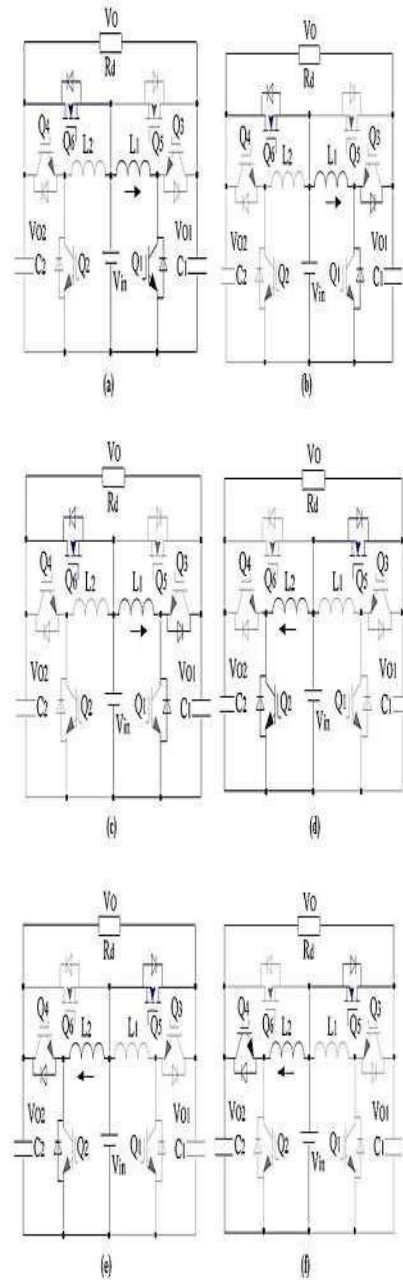 VO VO
Rd Rd
Q4 Q6 L2 L1 Q5 Q3 Q4 Q6 L2 L1 Q5 Q3
VO2 VO1 VO2 VO1
C2 Q2 Vin Q1 C1 C2 Q2 Vin Q1 C1
(a) (b)
VO VO
Rd Rd
Q4 Q6 L2 L1 Q5 Q3 Q4 Q6 L2 L1 Q5 Q3
VO2 VO1 VO2 VO1
C2 Q2 Vin Q1 C1 C2 Q2 Vin Q1 C1
(c) (d)
VO VO
Rd Rd
Q4 Q6 L2 L1 Q5 Q3 Q4 Q6 L2 L1 Q5 Q3
VO2 VO1 VO2 VO1
C2 Q2 Vin Q1 C1 C2 Q2 Vin Q1 C1
(e) (f)